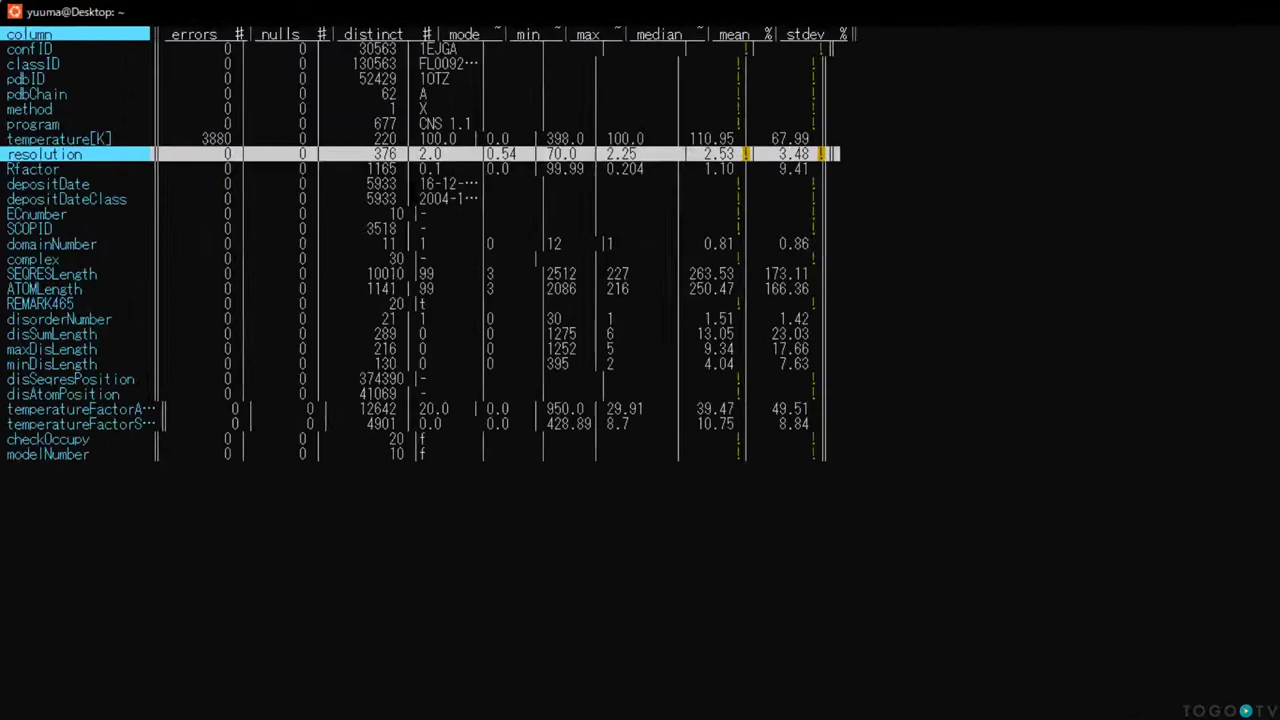 yuuma@Desktop: ~
column errors # nulls # distinct # mode ~ min ~ max ~ median ~ mean % stdev %
confID 0 0 30563 1EJGA ! !
classID 0 0 130563 FL0092… ! !
pdbID 0 0 52429 1OTZ ! !
pdbChain 0 0 62 A ! !
method 0 0 1 X ! !
program 0 0 677 CNS 1.1 ! !
temperature[K] 3880 0 220 100.0 0.0 398.0 100.0 110.95 67.99
resolution 0 0 376 2.0 0.54 70.0 2.25 2.53 ! 3.48 !
Rfactor 0 0 1165 0.1 0.0 99.99 0.204 1.10 9.41
depositDate 0 0 5933 16-12-… ! !
depositDateClass 0 0 5933 2004-1… ! !
ECnumber 0 0 10 - ! !
SCOPID 0 0 3518 - ! !
domainNumber 0 0 11 1 0 12 1 0.81 0.86
complex 0 0 30 - ! !
SEQRESLength 0 0 10010 99 3 2512 227 263.53 173.11
ATOMLength 0 0 1141 99 3 2086 216 250.47 166.36
REMARK465 0 0 20 t ! !
disorderNumber 0 0 21 1 0 30 1 1.51 1.42
disSumLength 0 0 289 0 0 1275 6 13.05 23.03
maxDisLength 0 0 216 0 0 1252 5 9.34 17.66
minDisLength 0 0 130 0 0 395 2 4.04 7.63
disSeqresPosition 0 0 374390 - ! !
disAtomPosition 0 0 41069 - ! !
temperatureFactorA… 0 0 12642 20.0 0.0 950.0 29.91 39.47 49.51
temperatureFactorS… 0 0 4901 0.0 0.0 428.89 8.7 10.75 8.84
checkOccupy 0 0 20 f ! !
modelNumber 0 0 10 f ! !
TOGO TV